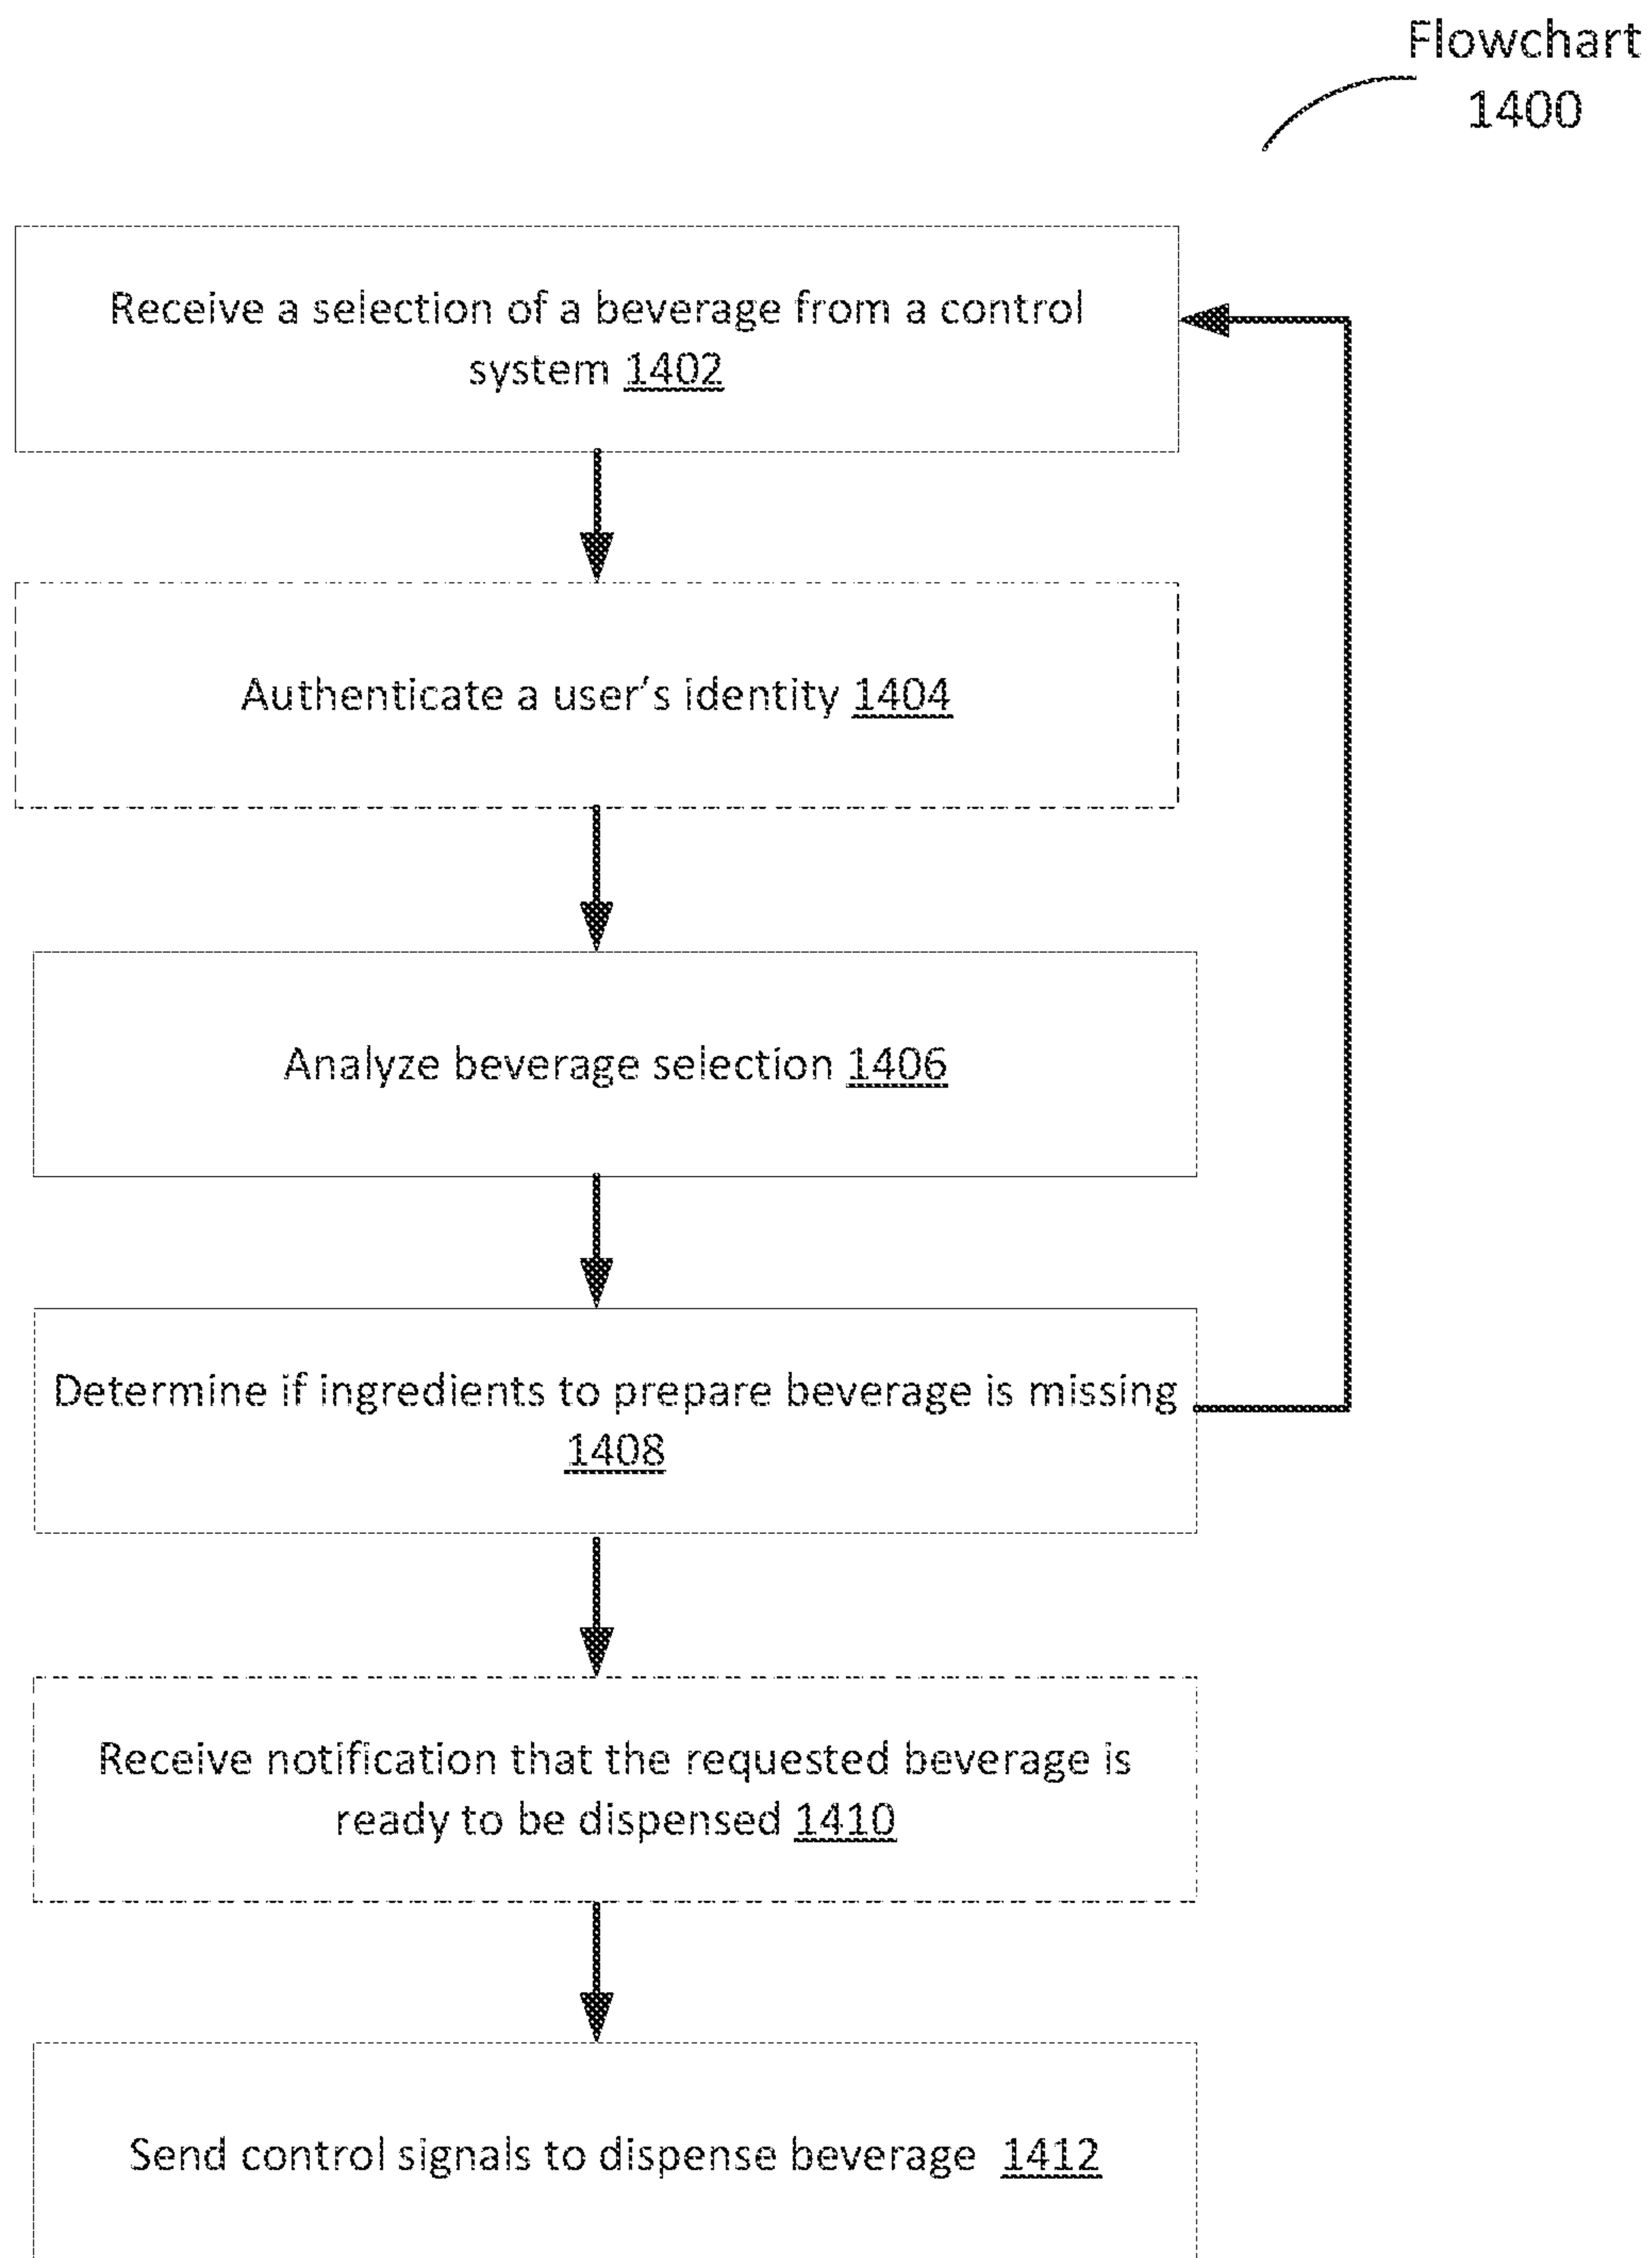 Flowchart
1400
Receive a selection of a beverage from a control
system 1402
Authenticate a user's identity 1404
Analyze beverage selection 1406
Determine if ingredients to prepare beverage is missing
1408
Receive notification that the requested beverage is
ready to be dispensed 1410
Send control signals to dispense beverage 1412